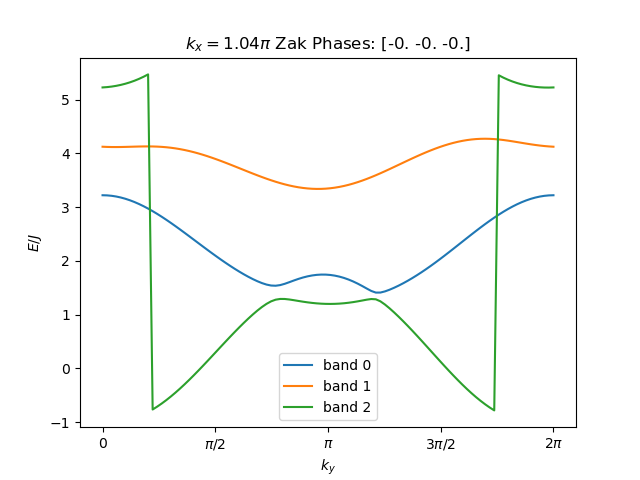 k_x = 1.04π Zak Phases: [-0. -0. -0.]
E/J
5
4
3
2
1
0
−1
0
π/2
π
3π/2
2π
k_y
band 0
band 1
band 2